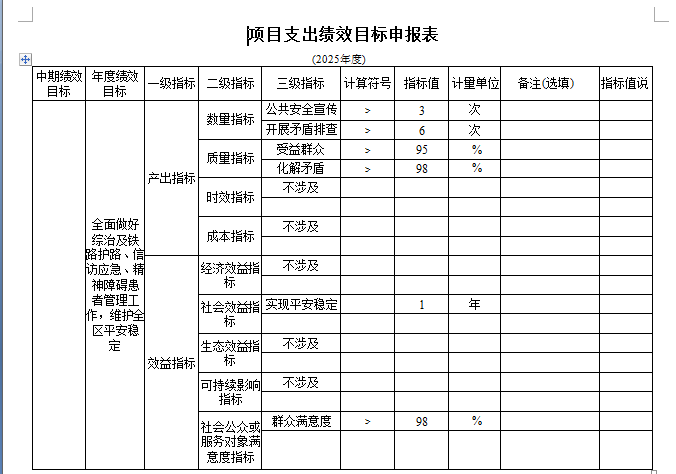 项目支出绩效目标申报表
(2025年度)
中期绩效目标 年度绩效目标 一级指标 二级指标 三级指标 计算符号 指标值 计量单位 备注(选填) 指标值说
全面做好综治及铁路护路、信访应急、精神障碍患者管理工作，维护全区平安稳定
产出指标
数量指标 公共安全宣传 > 3 次
开展矛盾排查 > 6 次
质量指标 受益群众 > 95 %
化解矛盾 > 98 %
时效指标 不涉及
成本指标 不涉及
效益指标
经济效益指标 不涉及
社会效益指标 实现平安稳定 1 年
生态效益指标 不涉及
可持续影响指标 不涉及
社会公众或服务对象满意度指标 群众满意度 > 98 %